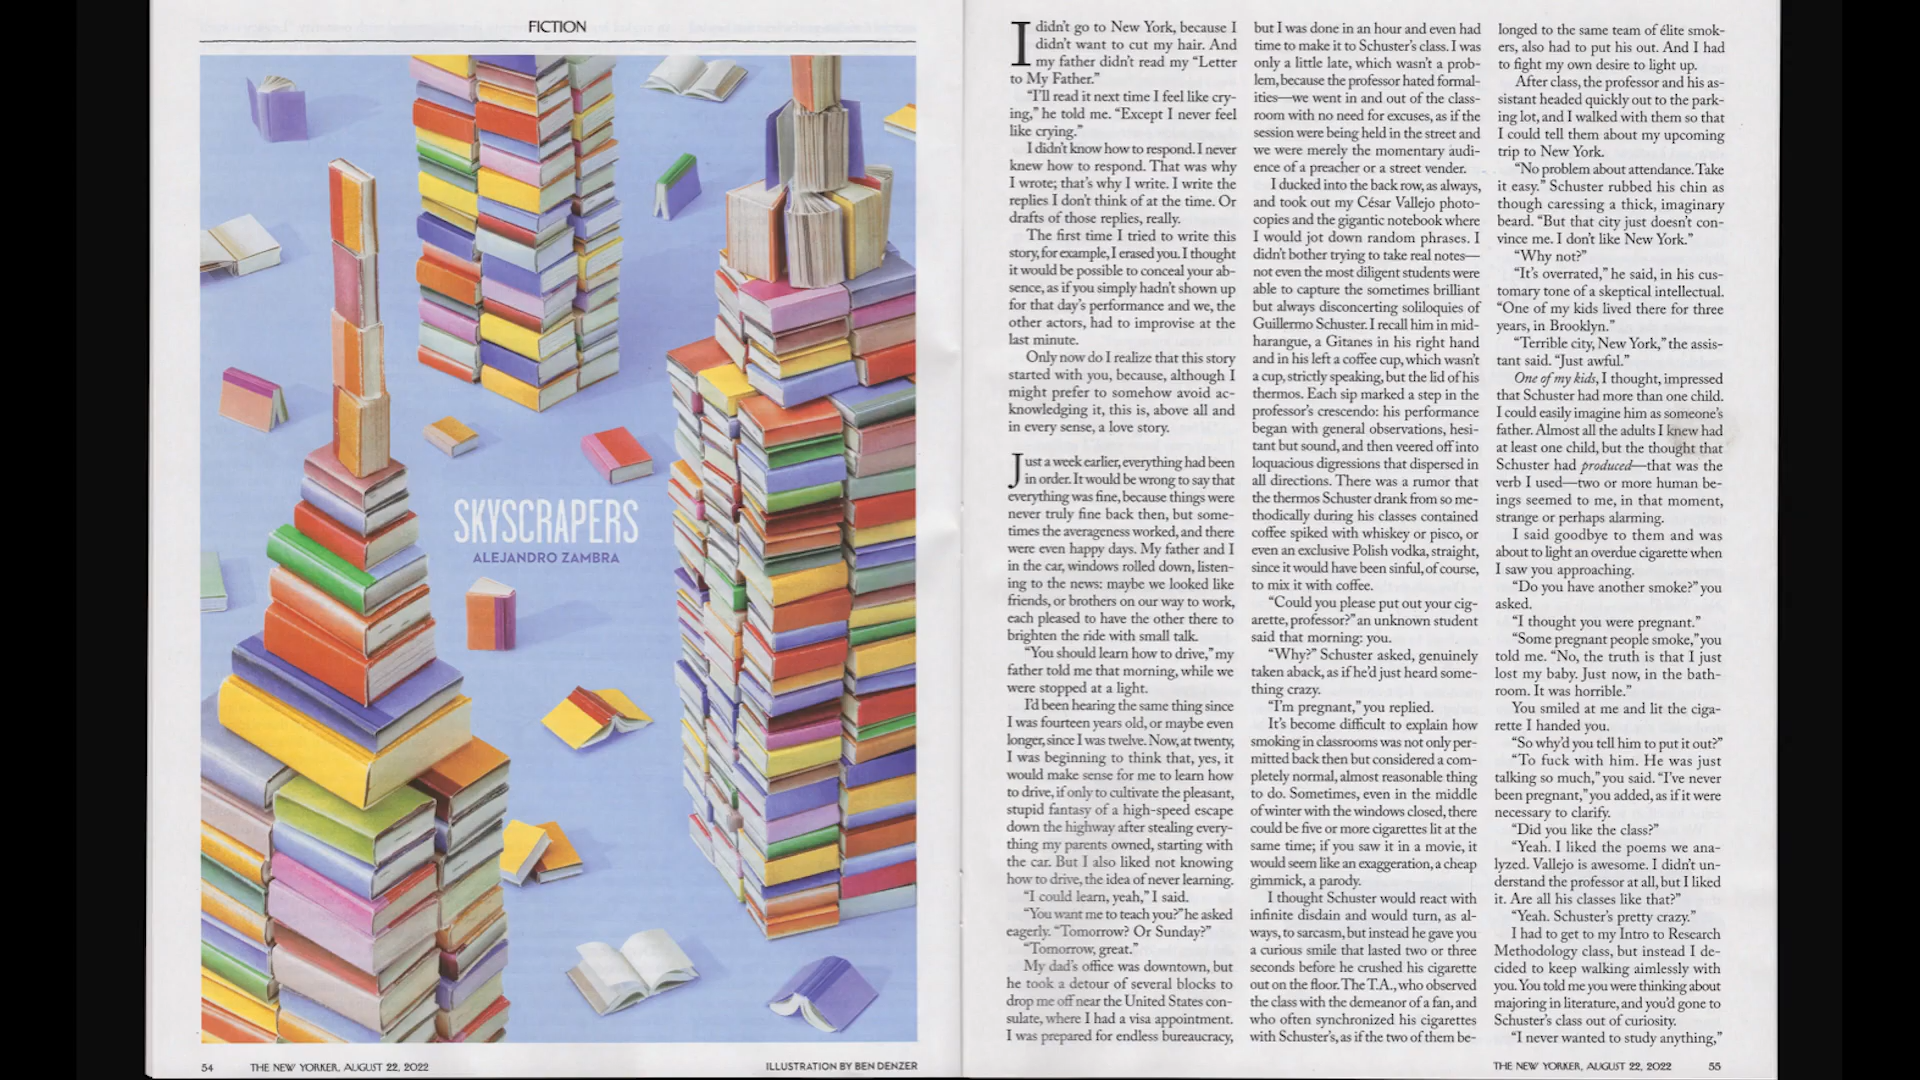 FICTION
SKYSCRAPERS
ALEJANDRO ZAMBRA
54 THE NEW YORKER, AUGUST 22, 2022
ILLUSTRATION BY BEN DENZER
I didn't go to New York, because I
didn't want to cut my hair. And
my father didn't read my “Letter
to My Father.”
“I'll read it next time I feel like cry-
ing,” he told me. “Except I never feel
like crying.”
I didn't know how to respond. I never
knew how to respond. That was why
I wrote; that's why I write. I write the
replies I don't think of at the time. Or
drafts of those replies, really.
The first time I tried to write this
story, for example, I erased you. I thought
it would be possible to conceal your ab-
sence, as if you simply hadn't shown up
for that day's performance and we, the
other actors, had to improvise at the
last minute.
Only now do I realize that this story
started with you, because, although I
might prefer to somehow avoid ac-
knowledging it, this is, above all and
in every sense, a love story.
Just a week earlier, everything had been
in order. It would be wrong to say that
everything was fine, because things were
never truly fine back then, but some-
times the averageness worked, and there
were even happy days. My father and I
in the car, windows rolled down, listen-
ing to the news: maybe we looked like
friends, or brothers on our way to work,
each pleased to have the other there to
brighten the ride with small talk.
“You should learn how to drive,” my
father told me that morning, while we
were stopped at a light.
I'd been hearing the same thing since
I was fourteen years old, or maybe even
longer, since I was twelve. Now, at twenty,
I was beginning to think that, yes, it
would make sense for me to learn how
to drive, if only to cultivate the pleasant,
stupid fantasy of a high-speed escape
down the highway after stealing every-
thing my parents owned, starting with
the car. But I also liked not knowing
how to drive, the idea of never learning.
“I could learn, yeah,” I said.
“You want me to teach you?” he asked
eagerly. “Tomorrow? Or Sunday?”
“Tomorrow, great.”
My dad's office was downtown, but
he took a detour of several blocks to
drop me off near the United States con-
sulate, where I had a visa appointment.
I was prepared for endless bureaucracy,
but I was done in an hour and even had
time to make it to Schuster's class. I was
only a little late, which wasn't a prob-
lem, because the professor hated formal-
ities—we went in and out of the class-
room with no need for excuses, as if the
session were being held in the street and
we were merely the momentary audi-
ence of a preacher or a street vender.
I ducked into the back row, as always,
and took out my César Vallejo photo-
copies and the gigantic notebook where
I would jot down random phrases. I
didn't bother trying to take real notes—
not even the most diligent students were
able to capture the sometimes brilliant
but always disconcerting soliloquies of
Guillermo Schuster. I recall him in mid-
harangue, a Gitanes in his right hand
and in his left a coffee cup, which wasn't
a cup, strictly speaking, but the lid of his
thermos. Each sip marked a step in the
professor's crescendo: his performance
began with general observations, hesi-
tant but sound, and then veered off into
loquacious digressions that dispersed in
all directions. There was a rumor that
the thermos Schuster drank from so me-
thodically during his classes contained
coffee spiked with whiskey or pisco, or
even an exclusive Polish vodka, straight,
since it would have been sinful, of course,
to mix it with coffee.
“Could you please put out your cig-
arette, professor?” an unknown student
said that morning: you.
“Why?” Schuster asked, genuinely
taken aback, as if he'd just heard some-
thing crazy.
“I'm pregnant,” you replied.
It's become difficult to explain how
smoking in classrooms was not only per-
mitted back then but considered a com-
pletely normal, almost reasonable thing
to do. Sometimes, even in the middle
of winter with the windows closed, there
could be five or more cigarettes lit at the
same time; if you saw it in a movie, it
would seem like an exaggeration, a cheap
gimmick, a parody.
I thought Schuster would react with
infinite disdain and would turn, as al-
ways, to sarcasm, but instead he gave you
a curious smile that lasted two or three
seconds before he crushed his cigarette
out on the floor. The T.A., who observed
the class with the demeanor of a fan, and
who often synchronized his cigarettes
with Schuster's, as if the two of them be-
longed to the same team of élite smok-
ers, also had to put his out. And I had
to fight my own desire to light up.
After class, the professor and his as-
sistant headed quickly out to the park-
ing lot, and I walked with them so that
I could tell them about my upcoming
trip to New York.
“No problem about attendance. Take
it easy.” Schuster rubbed his chin as
though caressing a thick, imaginary
beard. “But that city just doesn't con-
vince me. I don't like New York.”
“Why not?”
“It's overrated,” he said, in his cus-
tomary tone of a skeptical intellectual.
“One of my kids lived there for three
years, in Brooklyn.”
“Terrible city, New York,” the assis-
tant said. “Just awful.”
One of my kids, I thought, impressed
that Schuster had more than one child.
I could easily imagine him as someone's
father. Almost all the adults I knew had
at least one child, but the thought that
Schuster had produced—that was the
verb I used—two or more human be-
ings seemed to me, in that moment,
strange or perhaps alarming.
I said goodbye to them and was
about to light an overdue cigarette when
I saw you approaching.
“Do you have another smoke?” you
asked.
“I thought you were pregnant.”
“Some pregnant people smoke,” you
told me. “No, the truth is that I just
lost my baby. Just now, in the bath-
room. It was horrible.”
You smiled at me and lit the ciga-
rette I handed you.
“So why'd you tell him to put it out?”
“To fuck with him. He was just
talking so much,” you said. “I've never
been pregnant,” you added, as if it were
necessary to clarify.
“Did you like the class?”
“Yeah. I liked the poems we ana-
lyzed. Vallejo is awesome. I didn't un-
derstand the professor at all, but I liked
it. Are all his classes like that?”
“Yeah. Schuster's pretty crazy.”
I had to get to my Intro to Research
Methodology class, but instead I de-
cided to keep walking aimlessly with
you. You told me you were thinking about
majoring in literature, and you'd gone to
Schuster's class out of curiosity.
“I never wanted to study anything,”
THE NEW YORKER, AUGUST 22, 2022 55